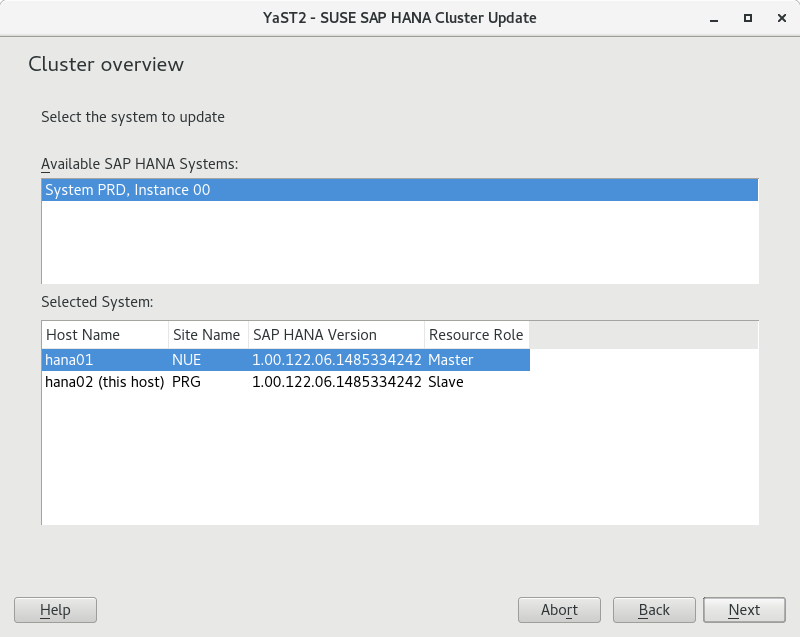 YaST2 - SUSE SAP HANA Cluster Update
Cluster overview
Select the system to update
Available SAP HANA Systems:
System PRD, Instance 00
Selected System:
Host Name Site Name SAP HANA Version Resource Role
hana01 NUE 1.00.122.06.1485334242 Master
hana02 (this host) PRG 1.00.122.06.1485334242 Slave
Help Abort Back Next